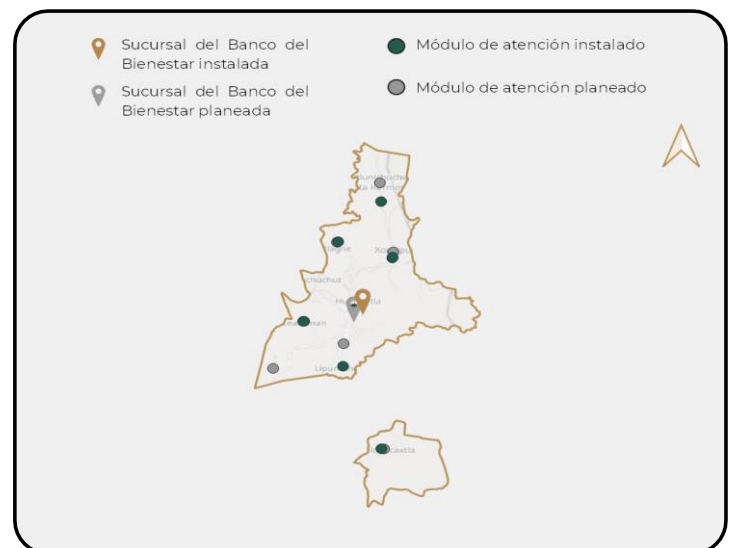 Sucursal del Banco del
Bienestar instalada
Sucursal del Banco del
Bienestar planeada
Módulo de atención instalado
Módulo de atención planeado